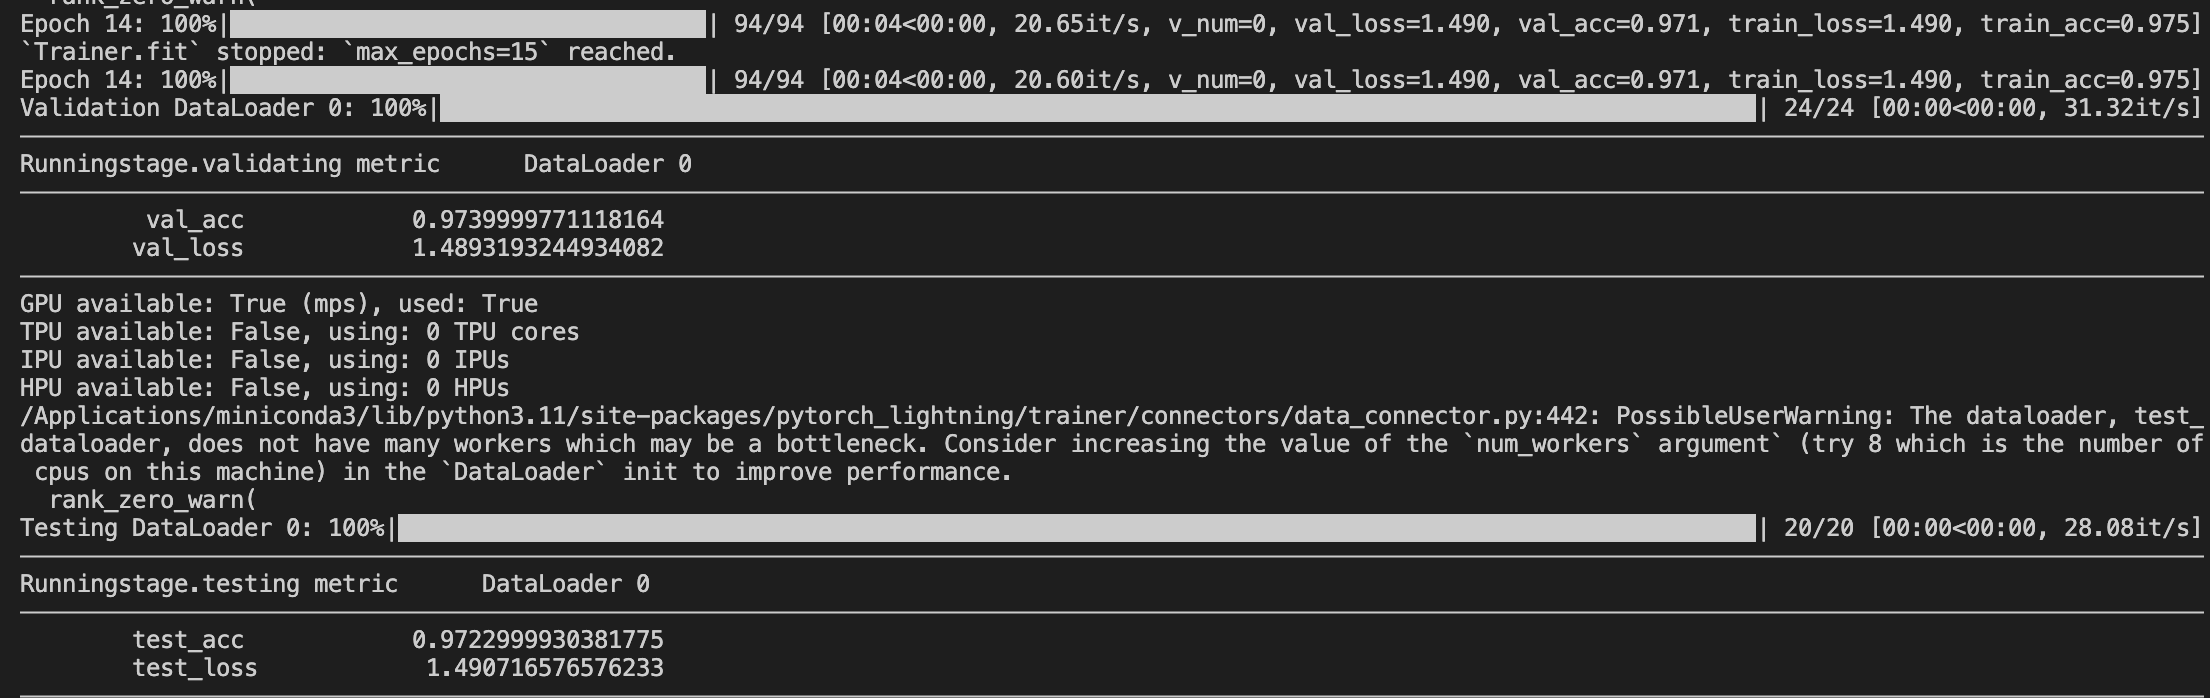 rank_zero_warn(
Epoch 14: 100%|| 94/94 [00:04<00:00, 20.65it/s, v_num=0, val_loss=1.490, val_acc=0.971, train_loss=1.490, train_acc=0.975]
`Trainer.fit` stopped: `max_epochs=15` reached.
Epoch 14: 100%|| 94/94 [00:04<00:00, 20.60it/s, v_num=0, val_loss=1.490, val_acc=0.971, train_loss=1.490, train_acc=0.975]
Validation DataLoader 0: 100%|| 24/24 [00:00<00:00, 31.32it/s]
Runningstage.validating metric      DataLoader 0
val_acc            0.9739999771118164
val_loss            1.4893193244934082
GPU available: True (mps), used: True
TPU available: False, using: 0 TPU cores
IPU available: False, using: 0 IPUs
HPU available: False, using: 0 HPUs
/Applications/miniconda3/lib/python3.11/site-packages/pytorch_lightning/trainer/connectors/data_connector.py:442: PossibleUserWarning: The dataloader, test_
dataloader, does not have many workers which may be a bottleneck. Consider increasing the value of the `num_workers` argument` (try 8 which is the number of
cpus on this machine) in the `DataLoader` init to improve performance.
rank_zero_warn(
Testing DataLoader 0: 100%|| 20/20 [00:00<00:00, 28.08it/s]
Runningstage.testing metric      DataLoader 0
test_acc            0.9722999930381775
test_loss            1.490716576576233